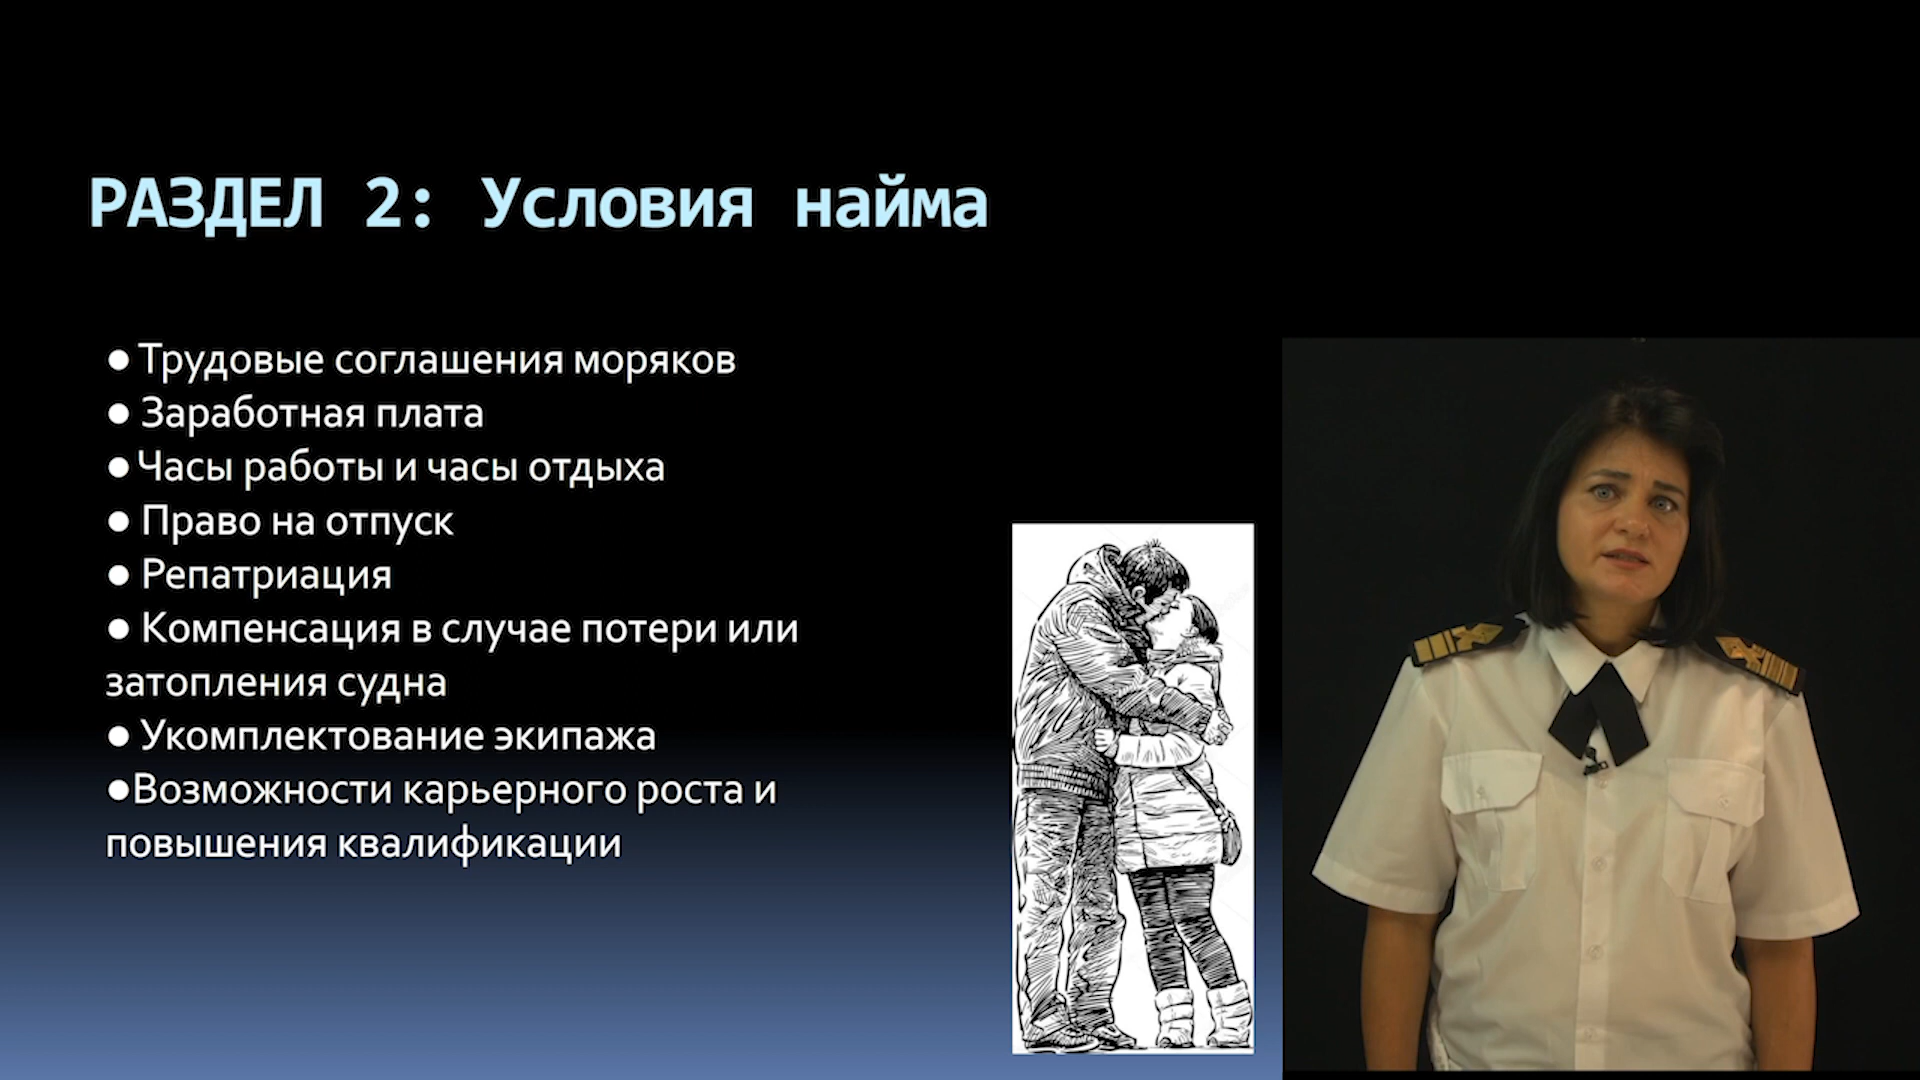 РАЗДЕЛ 2: Условия найма
● Трудовые соглашения моряков
● Заработная плата
● Часы работы и часы отдыха
● Право на отпуск
● Репатриация
● Компенсация в случае потери или
затопления судна
● Укомплектование экипажа
●Возможности карьерного роста и
повышения квалификации